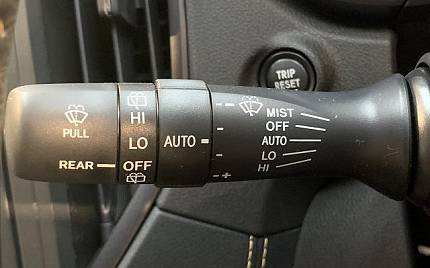 TRIP
RESET
PULL
REAR
HI
LO
OFF
AUTO
- +
MIST
OFF
AUTO
LO
HI